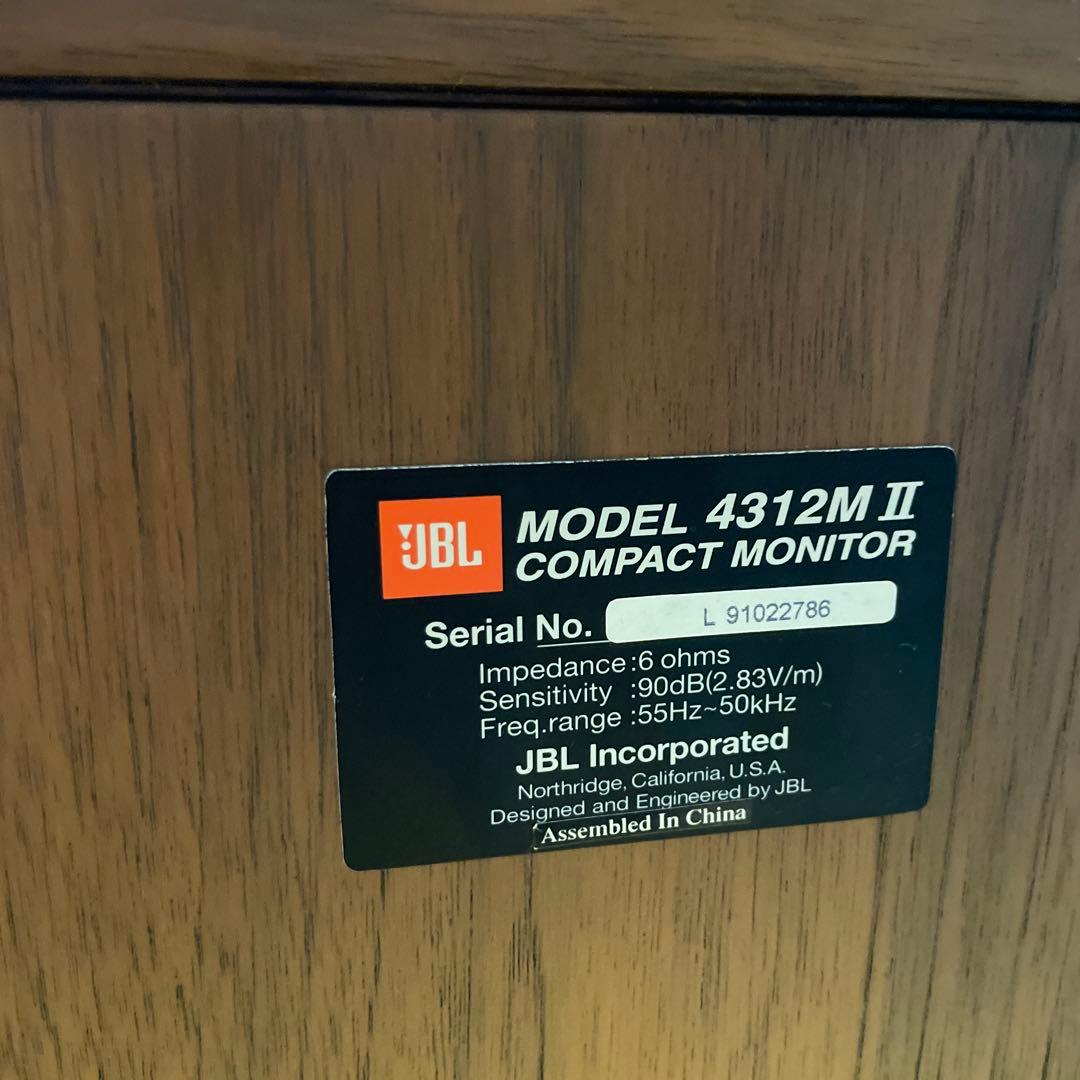 JBL
MODEL 4312M II
COMPACT MONITOR
Serial No. L 91022786
Impedance:6 ohms
Sensitivity :90dB(2.83V/m)
Freq.range :55Hz~50kHz
JBL Incorporated
Northridge, California, U.S.A.
Designed and Engineered by JBL
Assembled In China